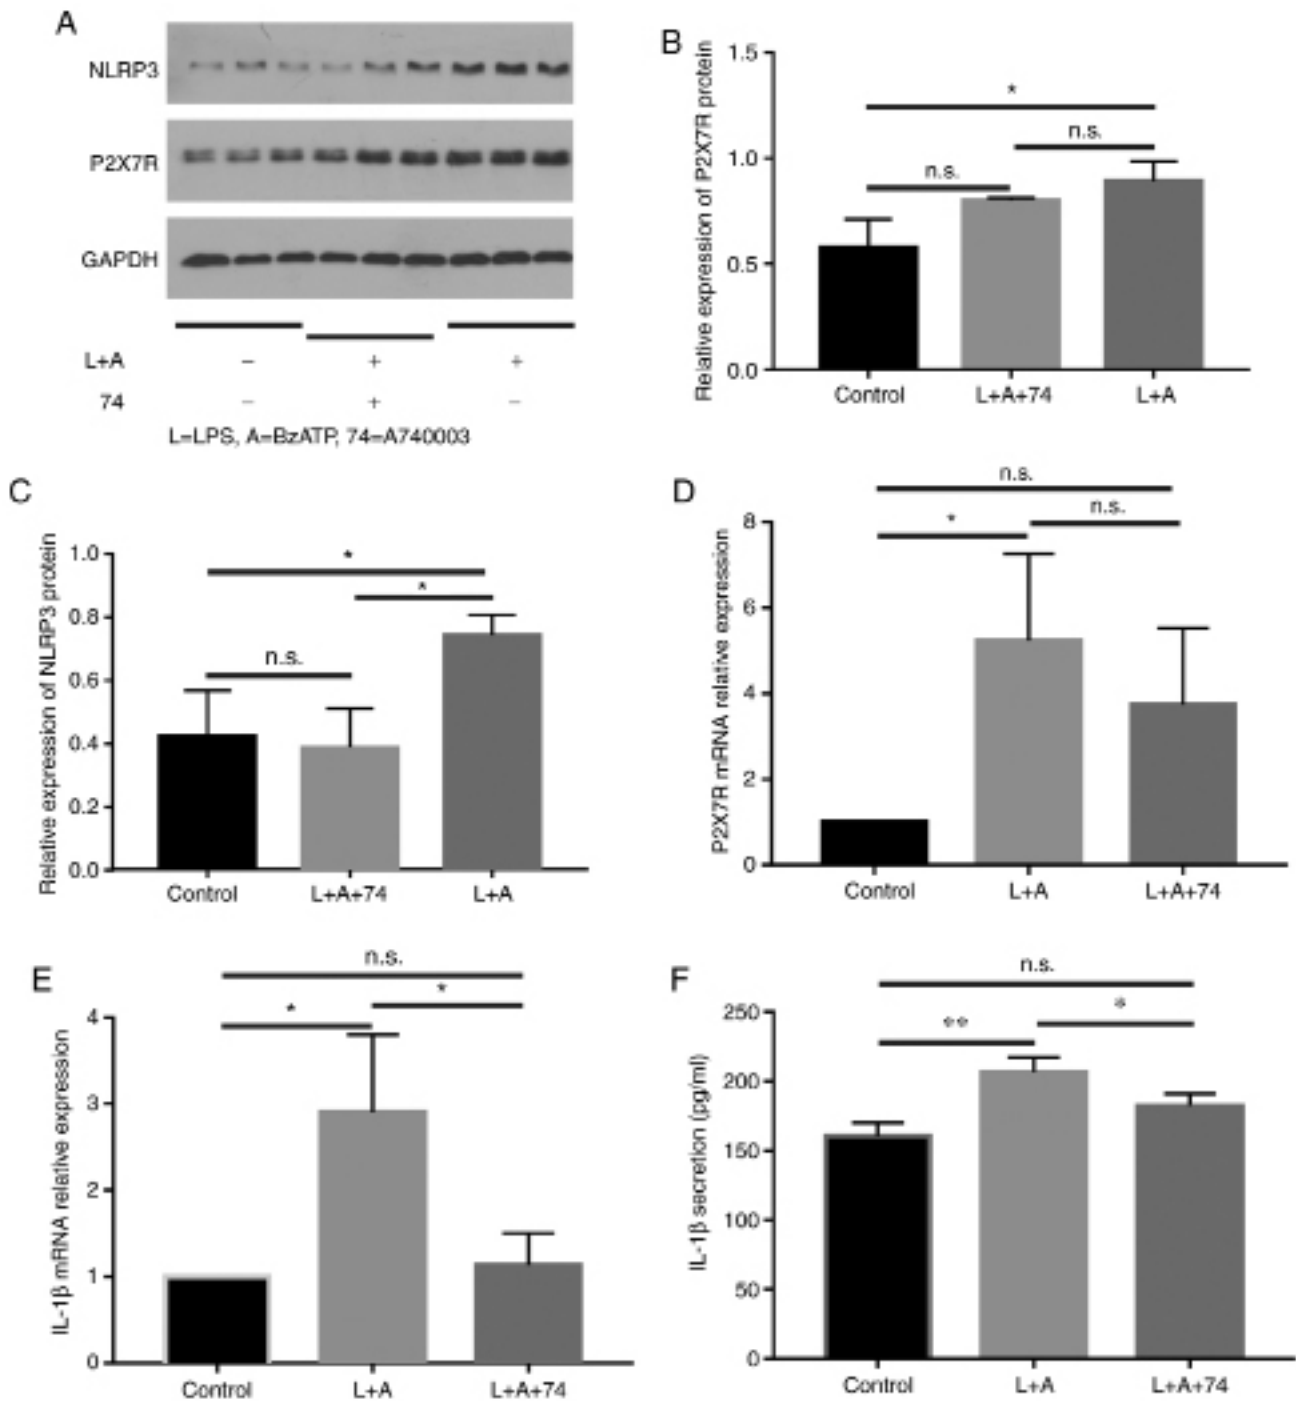 A
NLRP3
P2X7R
GAPDH
L+A − + +
74 − + −
L=LPS, A=BzATP, 74=A740003
B
Relative expression of P2X7R protein
1.5
1.0
0.5
0.0
*
n.s.
n.s.
Control L+A+74 L+A
C
Relative expression of NLRP3 protein
1.0
0.8
0.6
0.4
0.2
0.0
*
*
n.s.
Control L+A+74 L+A
D
P2X7R mRNA relative expression
8
6
4
2
0
n.s.
n.s.
*
Control L+A L+A+74
E
IL-1β mRNA relative expression
4
3
2
1
0
n.s.
*
*
Control L+A L+A+74
F
IL-1β secretion (pg/ml)
250
200
150
100
50
0
n.s.
*
**
Control L+A L+A+74